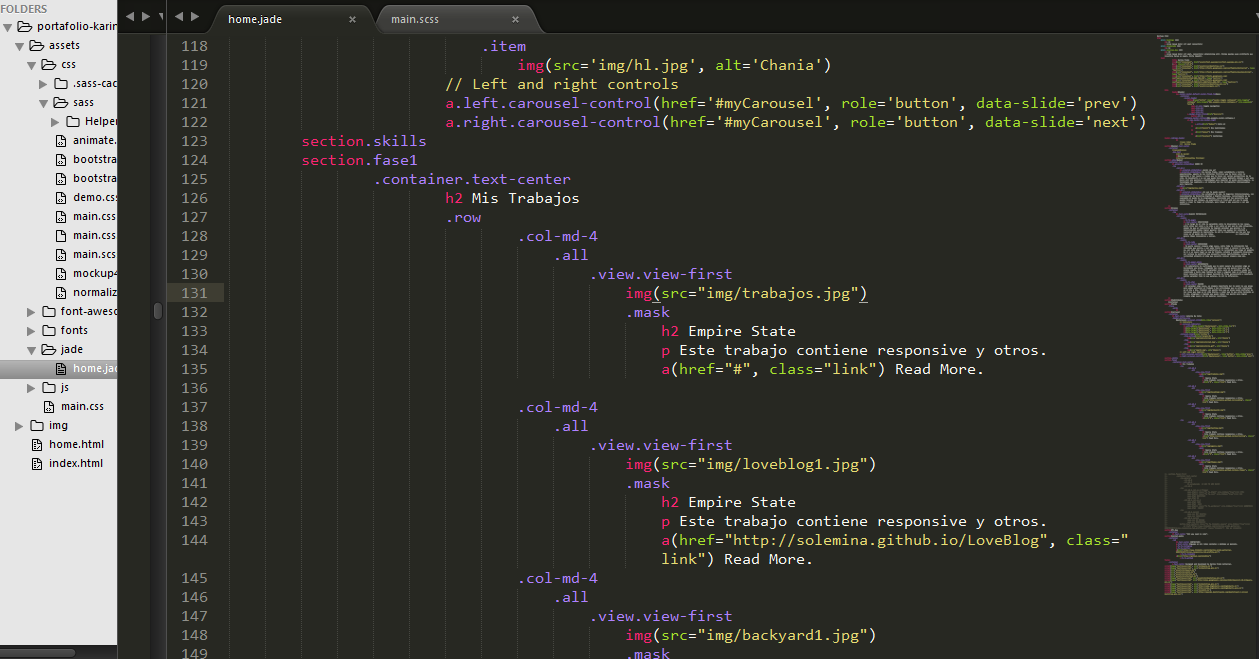 FOLDERS
portafolio-karin
assets
css
.sass-cac
sass
Helper
animate.
bootstra
bootstra
demo.css
main.css
main.css
main.scs
mockup4
normaliz
font-aweso
fonts
jade
home.jad
js
main.css
img
home.html
index.html
home.jade ×
main.scss ×
118 .item
119 img(src='img/hl.jpg', alt='Chania')
120 // Left and right controls
121 a.left.carousel-control(href='#myCarousel', role='button', data-slide='prev')
122 a.right.carousel-control(href='#myCarousel', role='button', data-slide='next')
123 section.skills
124 section.fase1
125 .container.text-center
126 h2 Mis Trabajos
127 .row
128 .col-md-4
129 .all
130 .view.view-first
131 img(src="img/trabajos.jpg")
132 .mask
133 h2 Empire State
134 p Este trabajo contiene responsive y otros.
135 a(href="#", class="link") Read More.
136
137 .col-md-4
138 .all
139 .view.view-first
140 img(src="img/loveblog1.jpg")
141 .mask
142 h2 Empire State
143 p Este trabajo contiene responsive y otros.
144 a(href="http://solemina.github.io/LoveBlog", class="
link") Read More.
145 .col-md-4
146 .all
147 .view.view-first
148 img(src="img/backyard1.jpg")
149 .mask